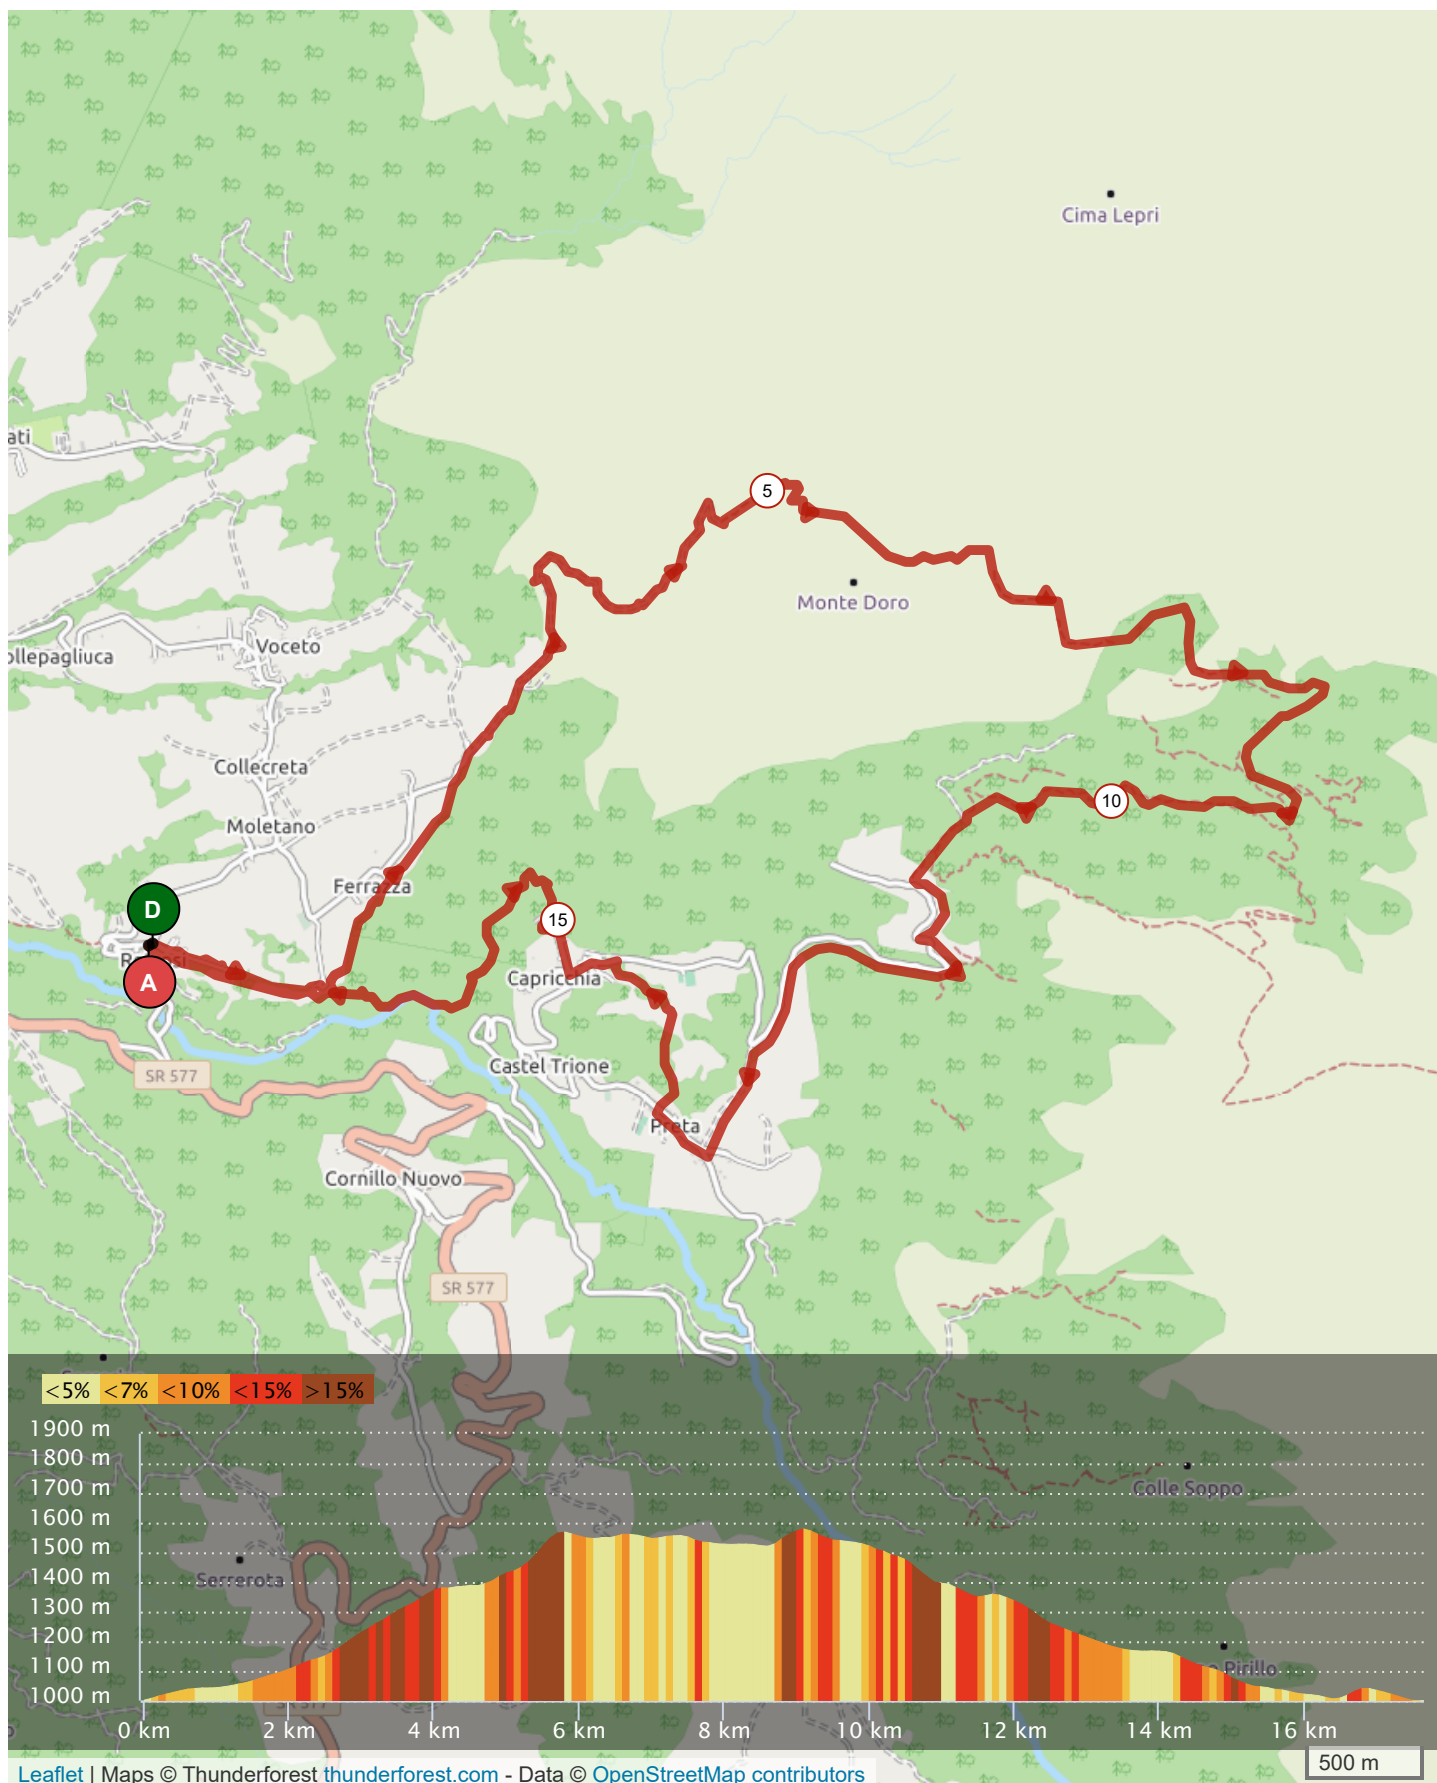 Cima Lepri
ati
5
Monte Doro
Voceto
ollepagliuca
Collecreta
10
Moletano
Ferrazza
D
15
Capricchia
A
Castel Trione
SR 577
Preta
Cornillo Nuovo
SR 577
<5% <7% <10% <15% >15%
1900 m
1800 m
1700 m
1600 m
1500 m
1400 m
1300 m
1200 m
1100 m
1000 m
Colle Soppo
Serrerota
Pirillo
0 km 2 km 4 km 6 km 8 km 10 km 12 km 14 km 16 km
500 m
Leaflet | Maps © Thunderforest thunderforest.com - Data © OpenStreetMap contributors